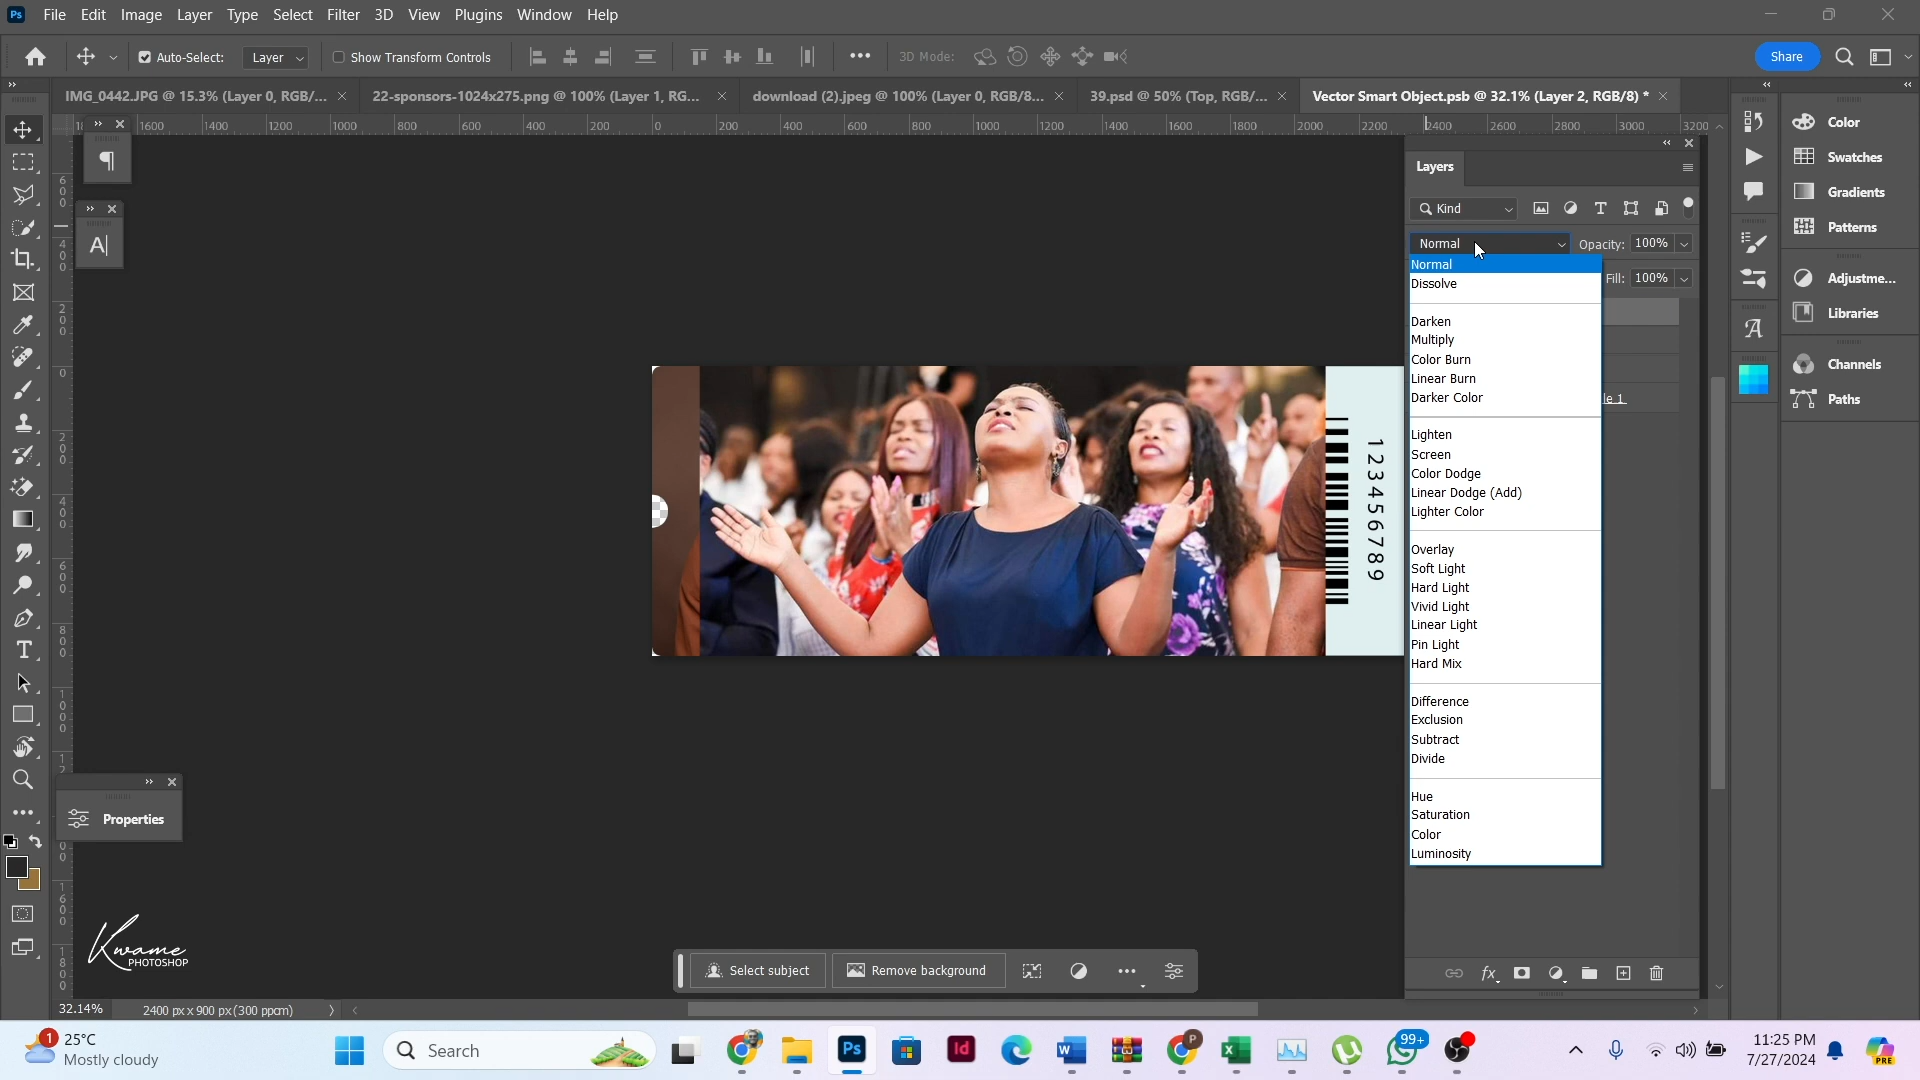 Ps File Edit Image Layer Type Select Filter 3D View Plugins Window Help
Auto-Select: Layer Show Transform Controls 3D Mode: Share
IMG_0442.JPG @ 15.3% (Layer 0, RGB/... 22-sponsors-1024x275.png @ 100% (Layer 1, RG... download (2).jpeg @ 100% (Layer 0, RGB/8... 39.psd @ 50% (Top, RGB/... Vector Smart Object.psb @ 32.1% (Layer 2, RGB/8) *
1600 1400 1200 1000 800 600 400 200 0 200 400 600 800 1000 1200 1400 1600 1800 2000 2200 2400 2600 2800 3000 3200
Layers
Kind
Normal Opacity: 100%
Fill: 100%
Normal
Dissolve
Darken
Multiply
Color Burn
Linear Burn
Darker Color
le 1
Lighten
Screen
Color Dodge
Linear Dodge (Add)
Lighter Color
Overlay
Soft Light
Hard Light
Vivid Light
Linear Light
Pin Light
Hard Mix
Difference
Exclusion
Subtract
Divide
Hue
Saturation
Color
Luminosity
Color
Swatches
Gradients
Patterns
Adjustme...
Libraries
Channels
Paths
123456789
Properties
Kwame
PHOTOSHOP
Select subject Remove background
32.14% 2400 px x 900 px (300 ppcm)
1 25°C
Mostly cloudy
Search
99+
11:25 PM
7/27/2024
PRE